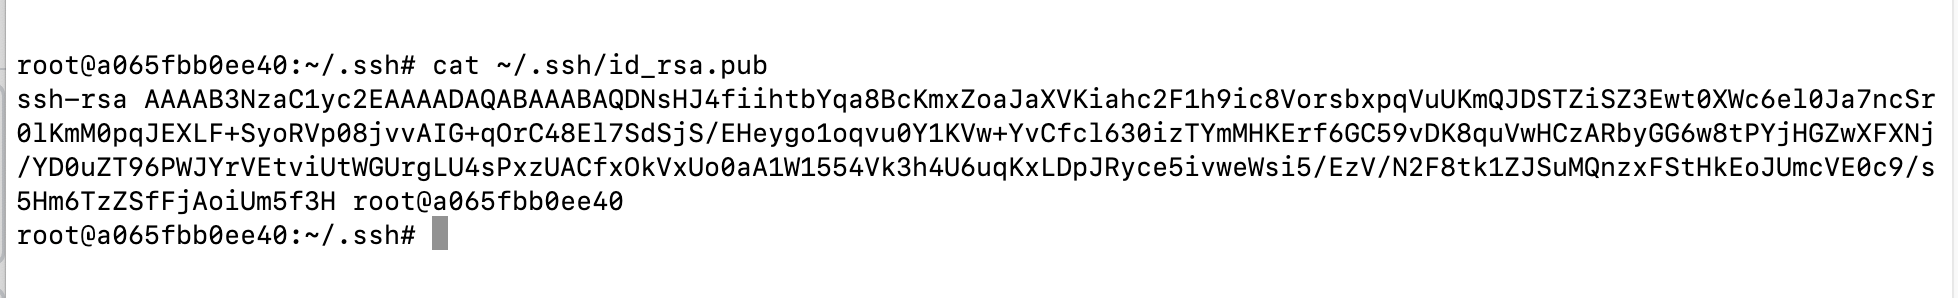 root@a065fbb0ee40:~/.ssh# cat ~/.ssh/id_rsa.pub
ssh-rsa AAAAB3NzaC1yc2EAAAADAQABAAABAQDNsHJ4fiihtbYqa8BcKmxZoaJaXVKiahc2F1h9ic8VorsbxpqVuUKmQJDSTZiSZ3Ewt0XWc6el0Ja7ncSr
0lKmM0pqJEXLF+SyoRVp08jvvAIG+qOrC48El7SdSjS/EHeygo1oqvu0Y1KVw+YvCfcl630izTYmMHKErf6GC59vDK8quVwHCzARbyGG6w8tPYjHGZwXFXNj
/YD0uZT96PWJYrVEtviUtWGUrgLU4sPxzUACfxOkVxUo0aA1W1554Vk3h4U6uqKxLDpJRyce5ivweWsi5/EzV/N2F8tk1ZJSuMQnzxFStHkEoJUmcVE0c9/s
5Hm6TzZSfFjAoiUm5f3H root@a065fbb0ee40
root@a065fbb0ee40:~/.ssh#